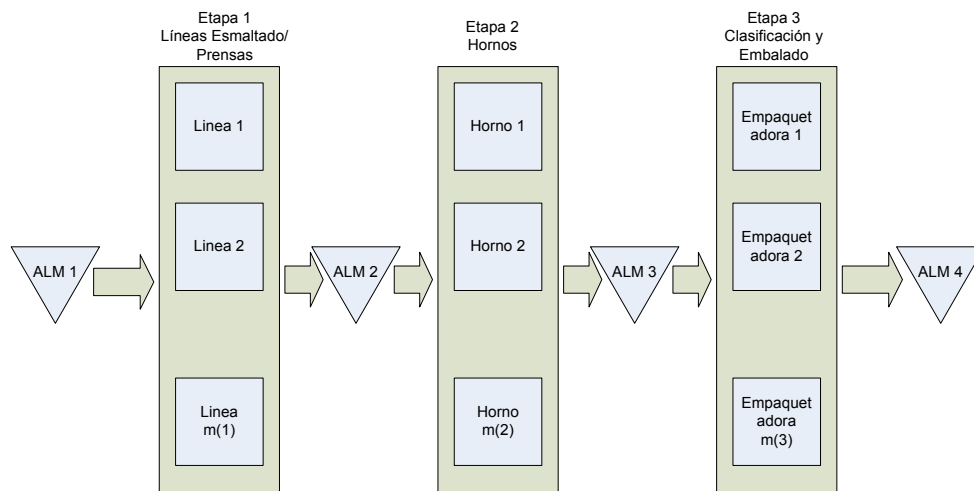 Etapa 1
Líneas Esmaltado/
Prensas
Etapa 2
Hornos
Etapa 3
Clasificación y
Embalado
Linea 1
Horno 1
Empaquet
adora 1
Linea 2
Horno 2
Empaquet
adora 2
ALM 1
ALM 2
ALM 3
ALM 4
Linea
m(1)
Horno
m(2)
Empaquet
adora
m(3)